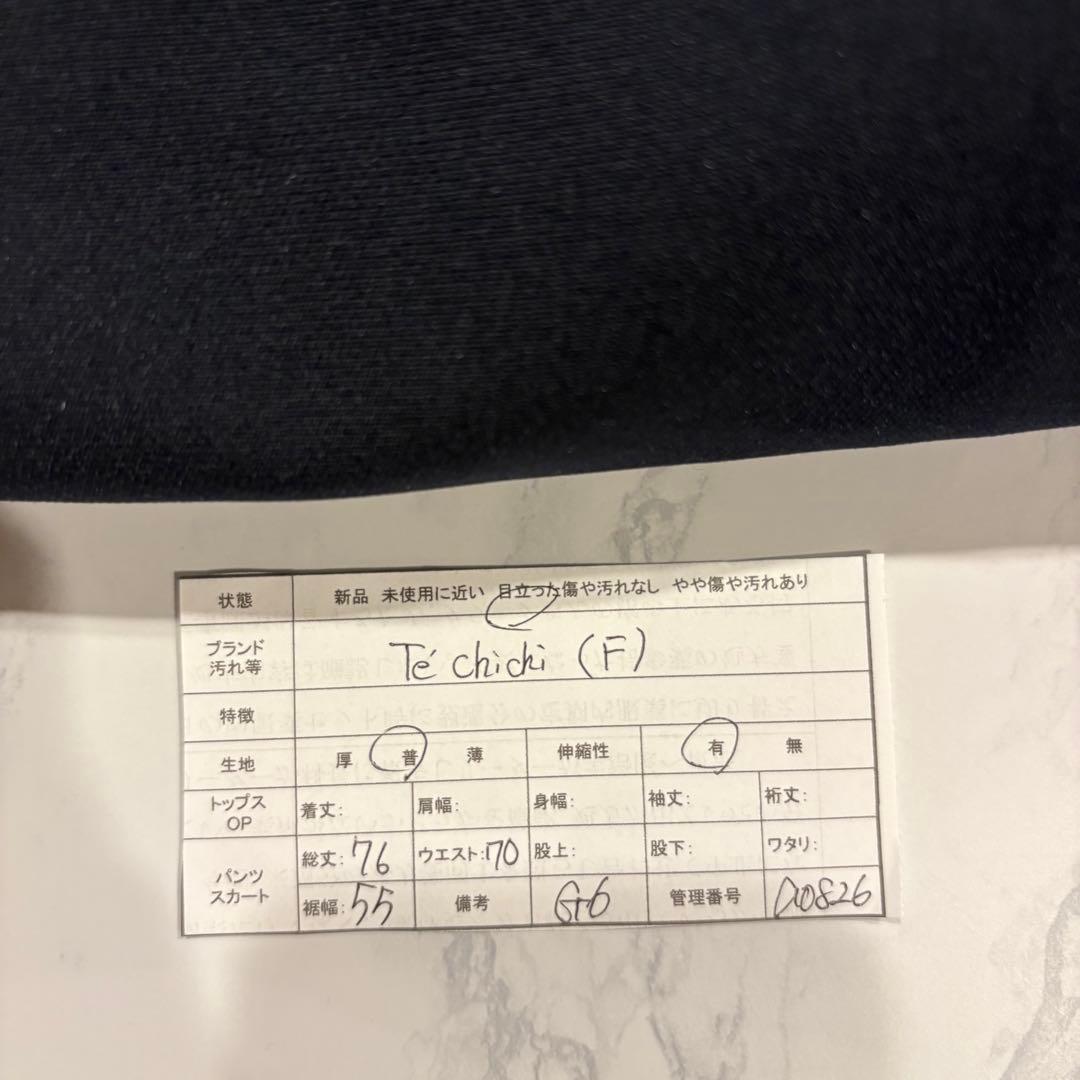 状態 新品 未使用に近い 目立った傷や汚れなし やや傷や汚れあり
ブランド 汚れ等 Té chichi (F)
特徴
生地 厚 普 薄 伸縮性 有 無
トップス OP 着丈: 肩幅: 身幅: 袖丈: 裄丈:
パンツ スカート 総丈:76 ウエスト:70 股上: 股下: ワタリ:
裾幅:55 備考 管理番号